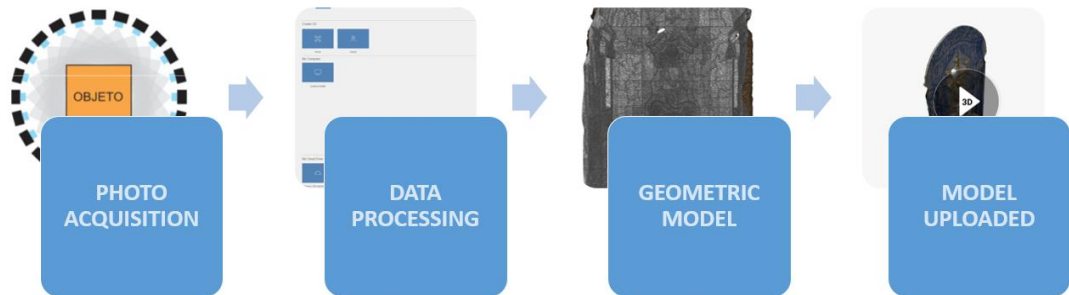 OBJETO
PHOTO
ACQUISITION
DATA
PROCESSING
GEOMETRIC
MODEL
3D
MODEL
UPLOADED